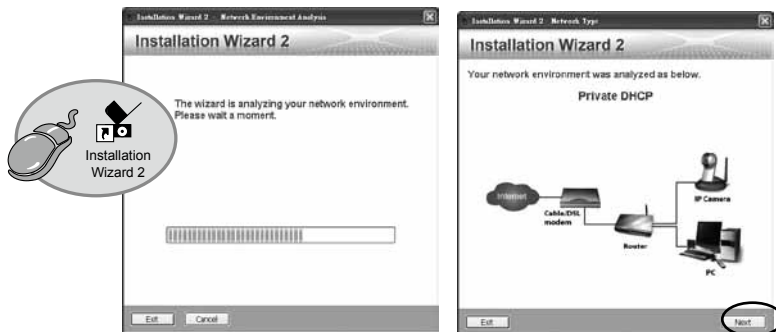 Installation
Wizard 2
Installation Wizard 2 - Network Environment Analysis
Installation Wizard 2
The wizard is analyzing your network environment.
Please wait a moment.
Exit
Cancel
Installation Wizard 2 - Network Type
Installation Wizard 2
Your network environment was analyzed as below.
Private DHCP
Internet
Cable/DSL
modem
Router
IP Camera
PC
Exit
Next